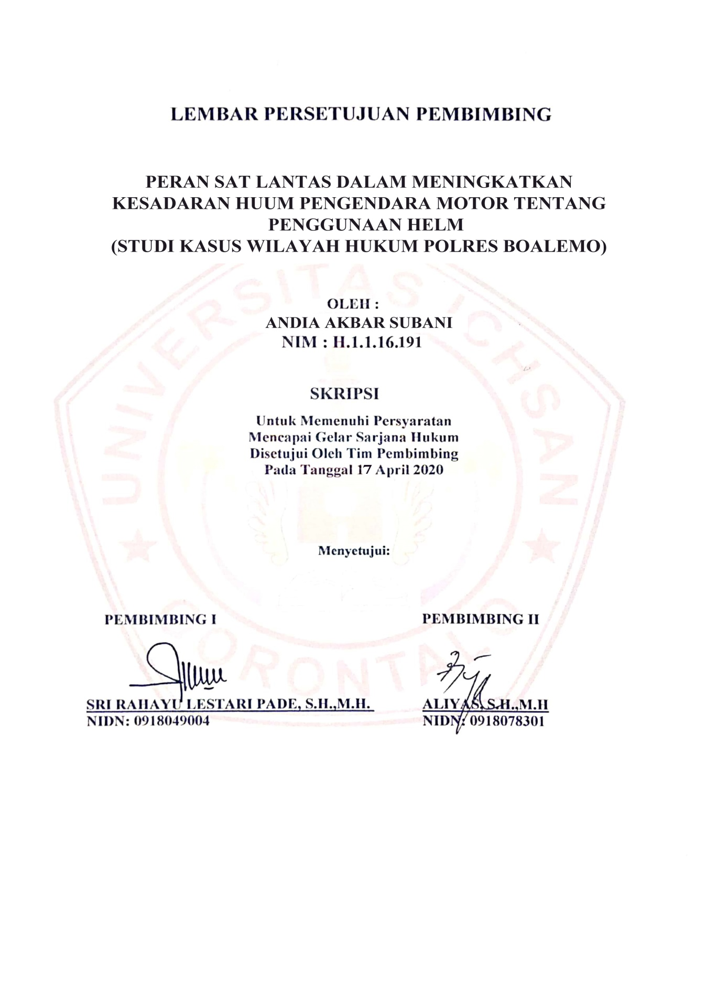 LEMBAR PERSETUJUAN PEMBIMBING
PERAN SAT LANTAS DALAM MENINGKATKAN
KESADARAN HUUM PENGENDARA MOTOR TENTANG
PENGGUNAAN HELM
(STUDI KASUS WILAYAH HUKUM POLRES BOALEMO)
UNIVERSITAS ICHSAN
OLEH :
ANDIA AKBAR SUBANI
NIM : H.1.1.16.191
SKRIPSI
Untuk Memenuhi Persyaratan
Mencapai Gelar Sarjana Hukum
Disetujui Oleh Tim Pembimbing
Pada Tanggal 17 April 2020
Menyetujui:
GORONTALO
PEMBIMBING I
PEMBIMBING II
SRI RAHAYU LESTARI PADE, S.H.,M.H.
NIDN: 0918049004
ALIYAS, S.H.,M.H
NIDN: 0918078301